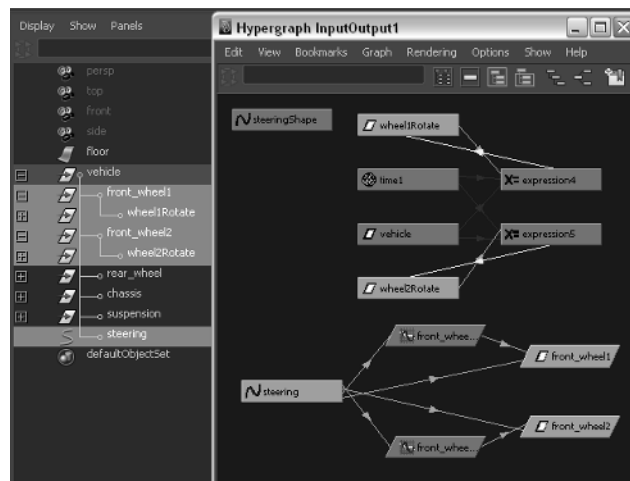 Display Show Panels
persp
top
front
side
floor
vehicle
front_wheel1
wheel1Rotate
front_wheel2
wheel2Rotate
rear_wheel
chassis
suspension
steering
defaultObjectSet
Hypergraph InputOutput1
Edit View Bookmarks Graph Rendering Options Show Help
steeringShape
wheel1Rotate
time1
expression4
vehicle
expression5
wheel2Rotate
front_whee...
front_wheel1
steering
front_wheel2
front_whee...